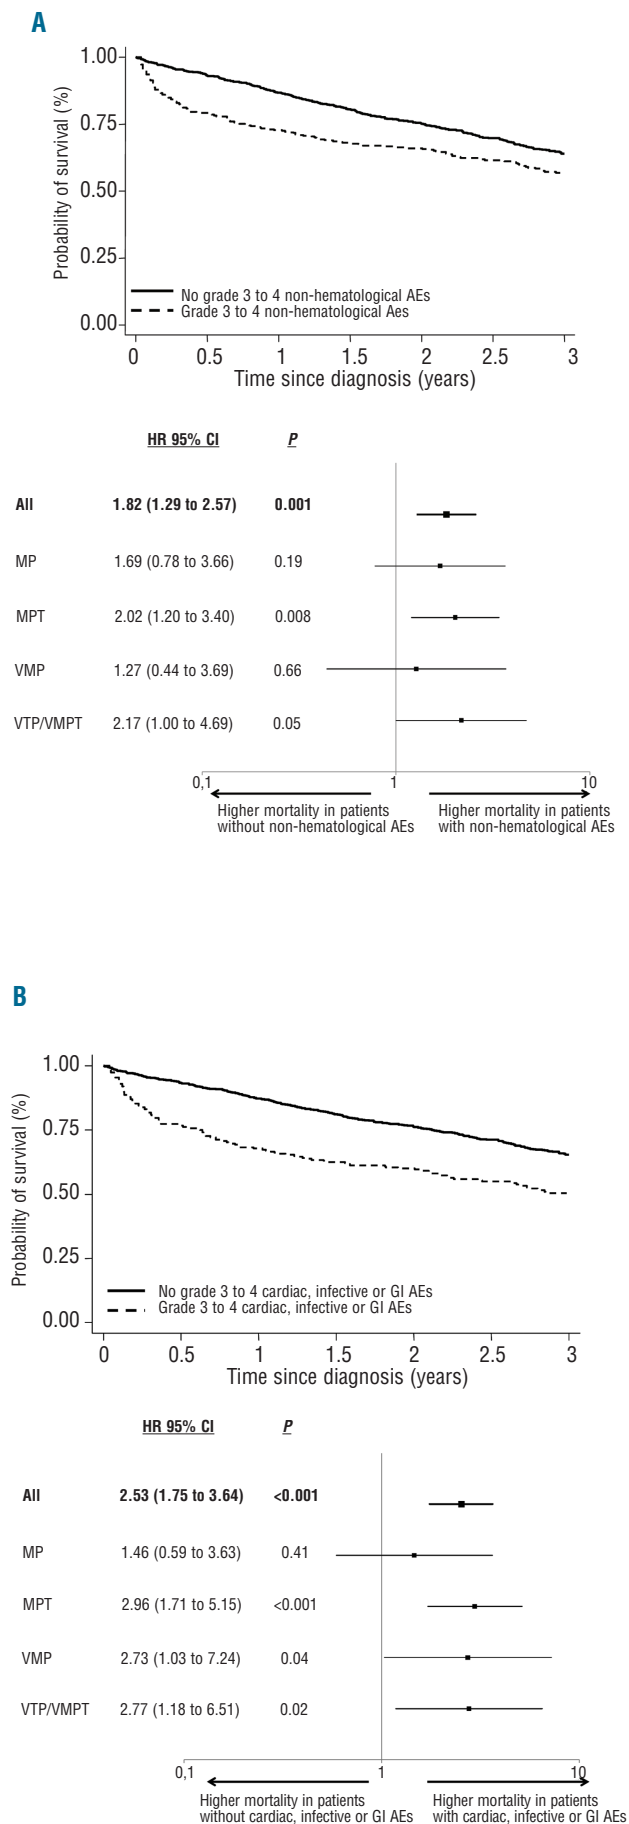 A
Probability of survival (%)
1.00
0.75
0.50
0.25
0.00
No grade 3 to 4 non-hematological AEs
Grade 3 to 4 non-hematological Aes
0 0.5 1 1.5 2 2.5 3
Time since diagnosis (years)
HR 95% CI P
All 1.82 (1.29 to 2.57) 0.001
MP 1.69 (0.78 to 3.66) 0.19
MPT 2.02 (1.20 to 3.40) 0.008
VMP 1.27 (0.44 to 3.69) 0.66
VTP/VMPT 2.17 (1.00 to 4.69) 0.05
0,1 1 10
Higher mortality in patients
without non-hematological AEs
Higher mortality in patients
with non-hematological AEs
B
Probability of survival (%)
1.00
0.75
0.50
0.25
0.00
No grade 3 to 4 cardiac, infective or GI AEs
Grade 3 to 4 cardiac, infective or GI AEs
0 0.5 1 1.5 2 2.5 3
Time since diagnosis (years)
HR 95% CI P
All 2.53 (1.75 to 3.64) <0.001
MP 1.46 (0.59 to 3.63) 0.41
MPT 2.96 (1.71 to 5.15) <0.001
VMP 2.73 (1.03 to 7.24) 0.04
VTP/VMPT 2.77 (1.18 to 6.51) 0.02
0,1 1 10
Higher mortality in patients
without cardiac, infective or GI AEs
Higher mortality in patients
with cardiac, infective or GI AEs